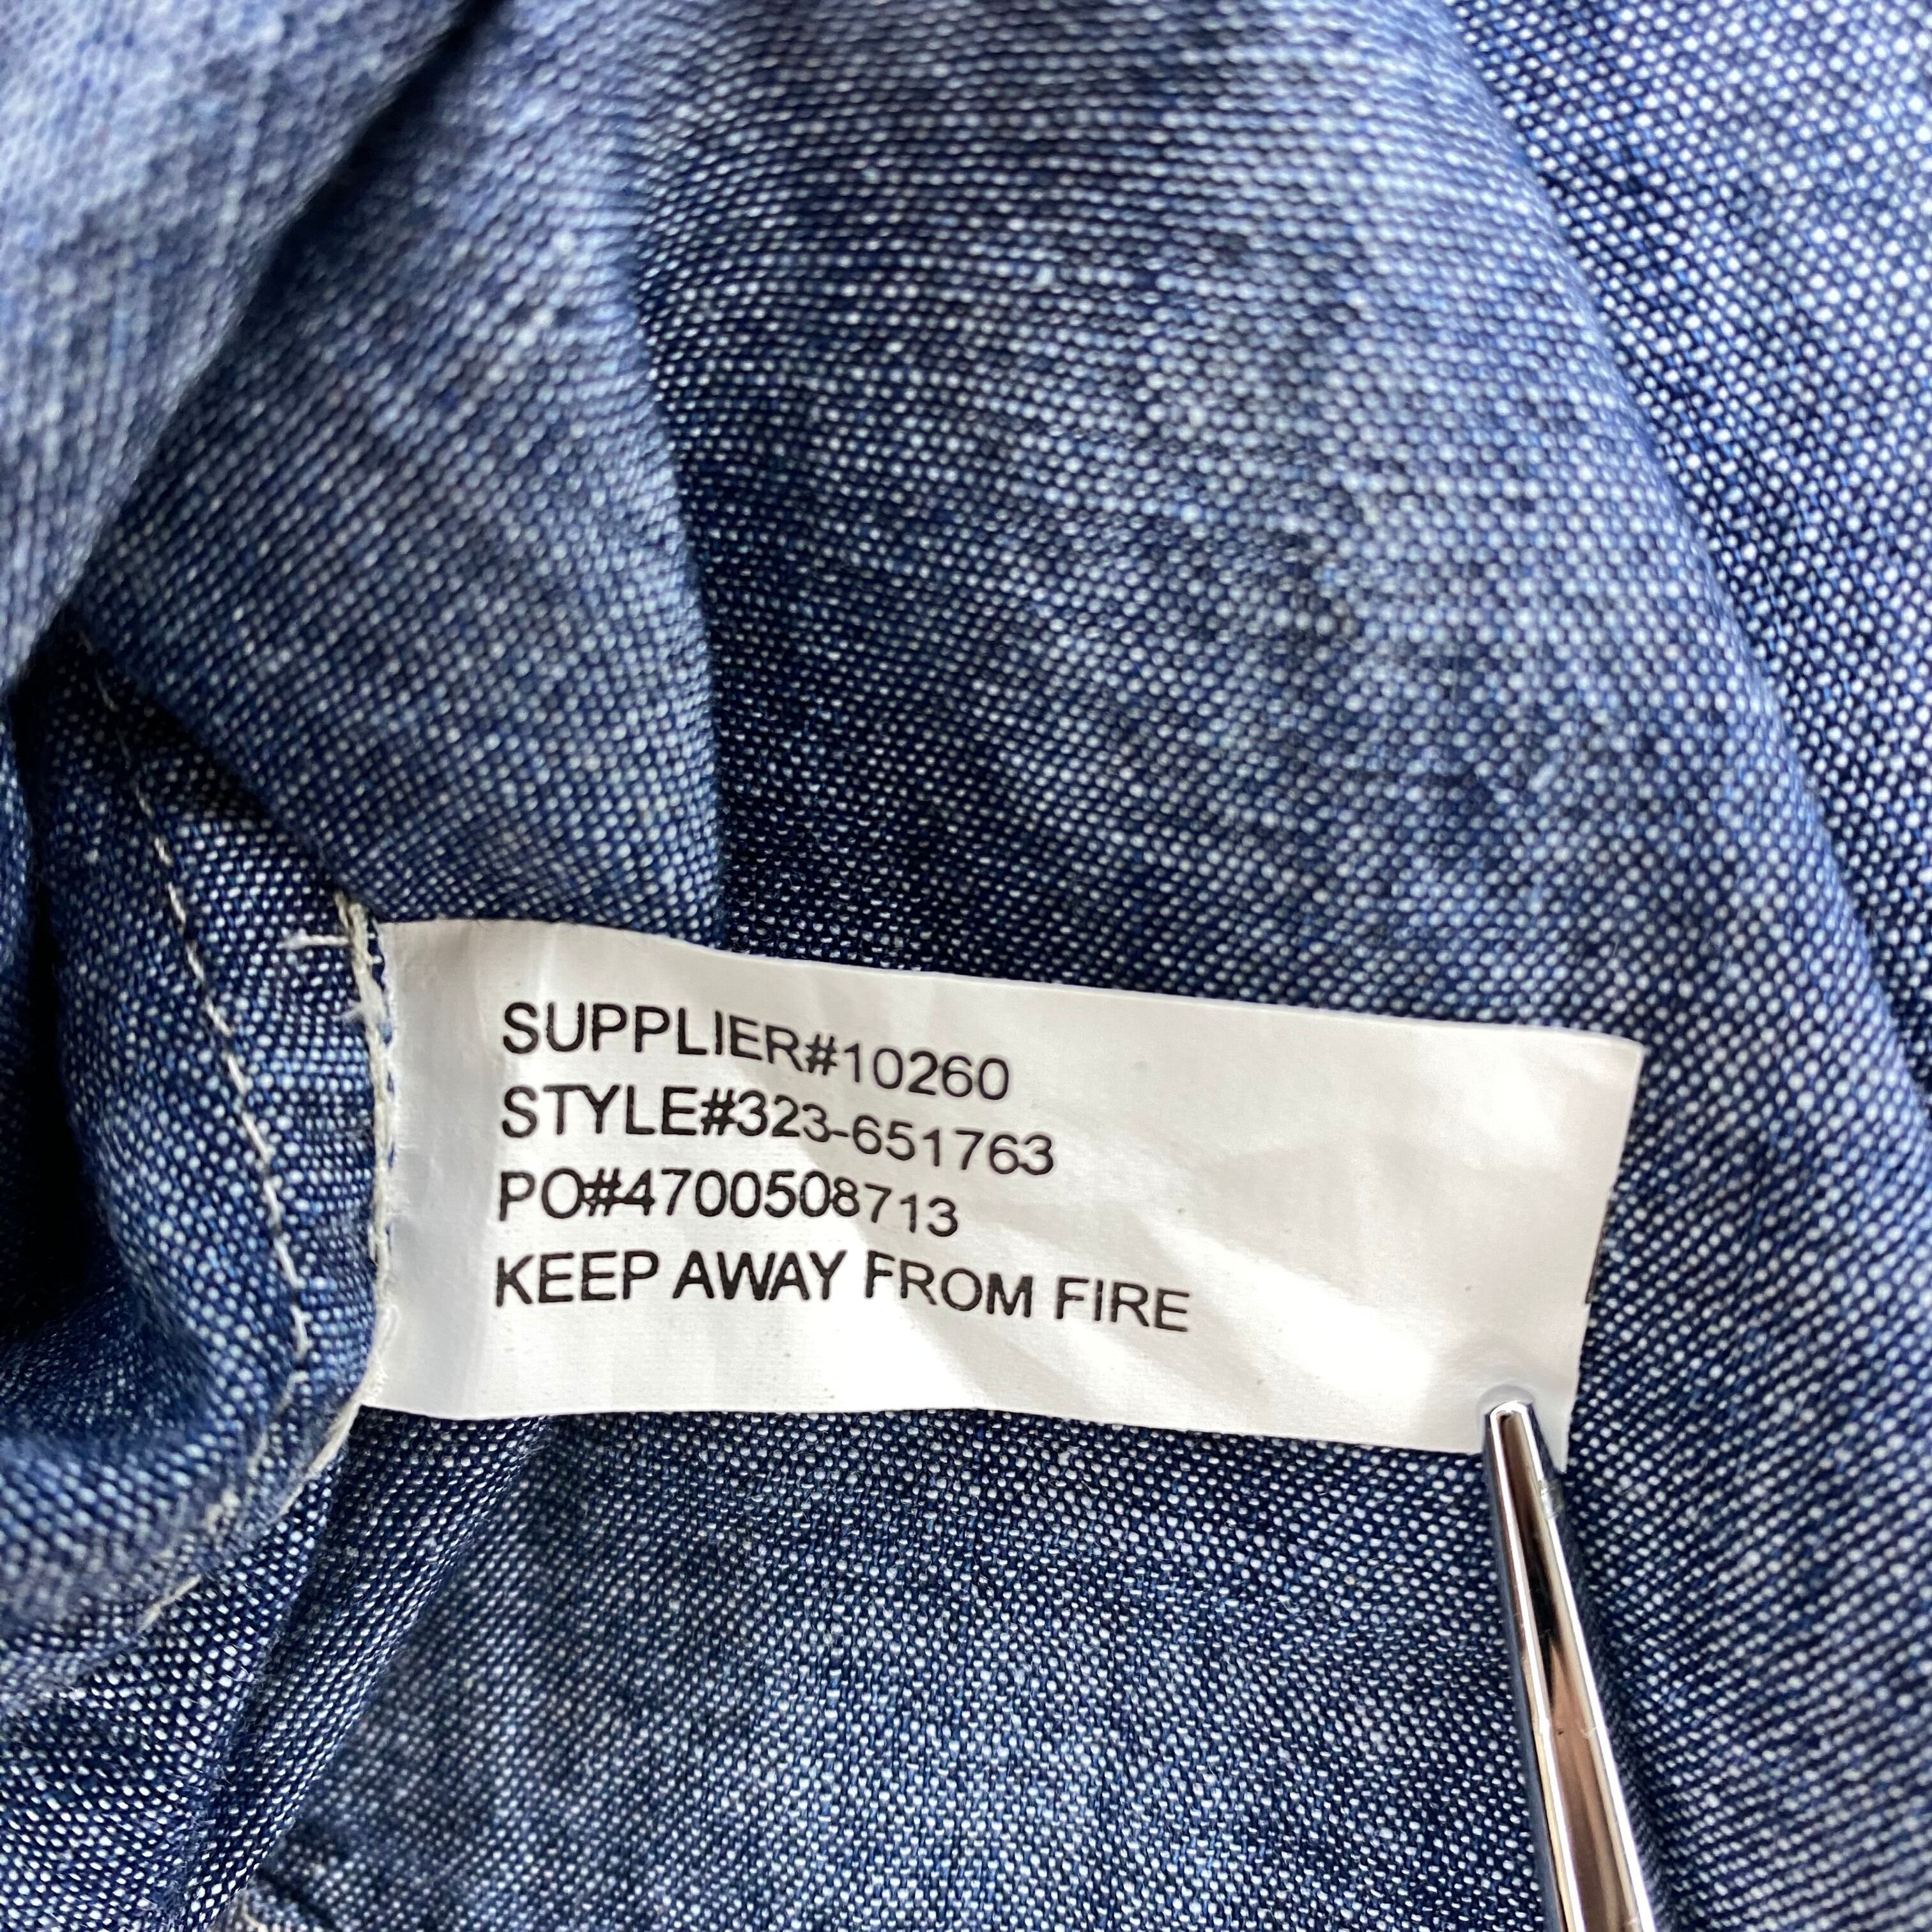 SUPPLIER#10260
STYLE#323-651763
PO#4700508713
KEEP AWAY FROM FIRE